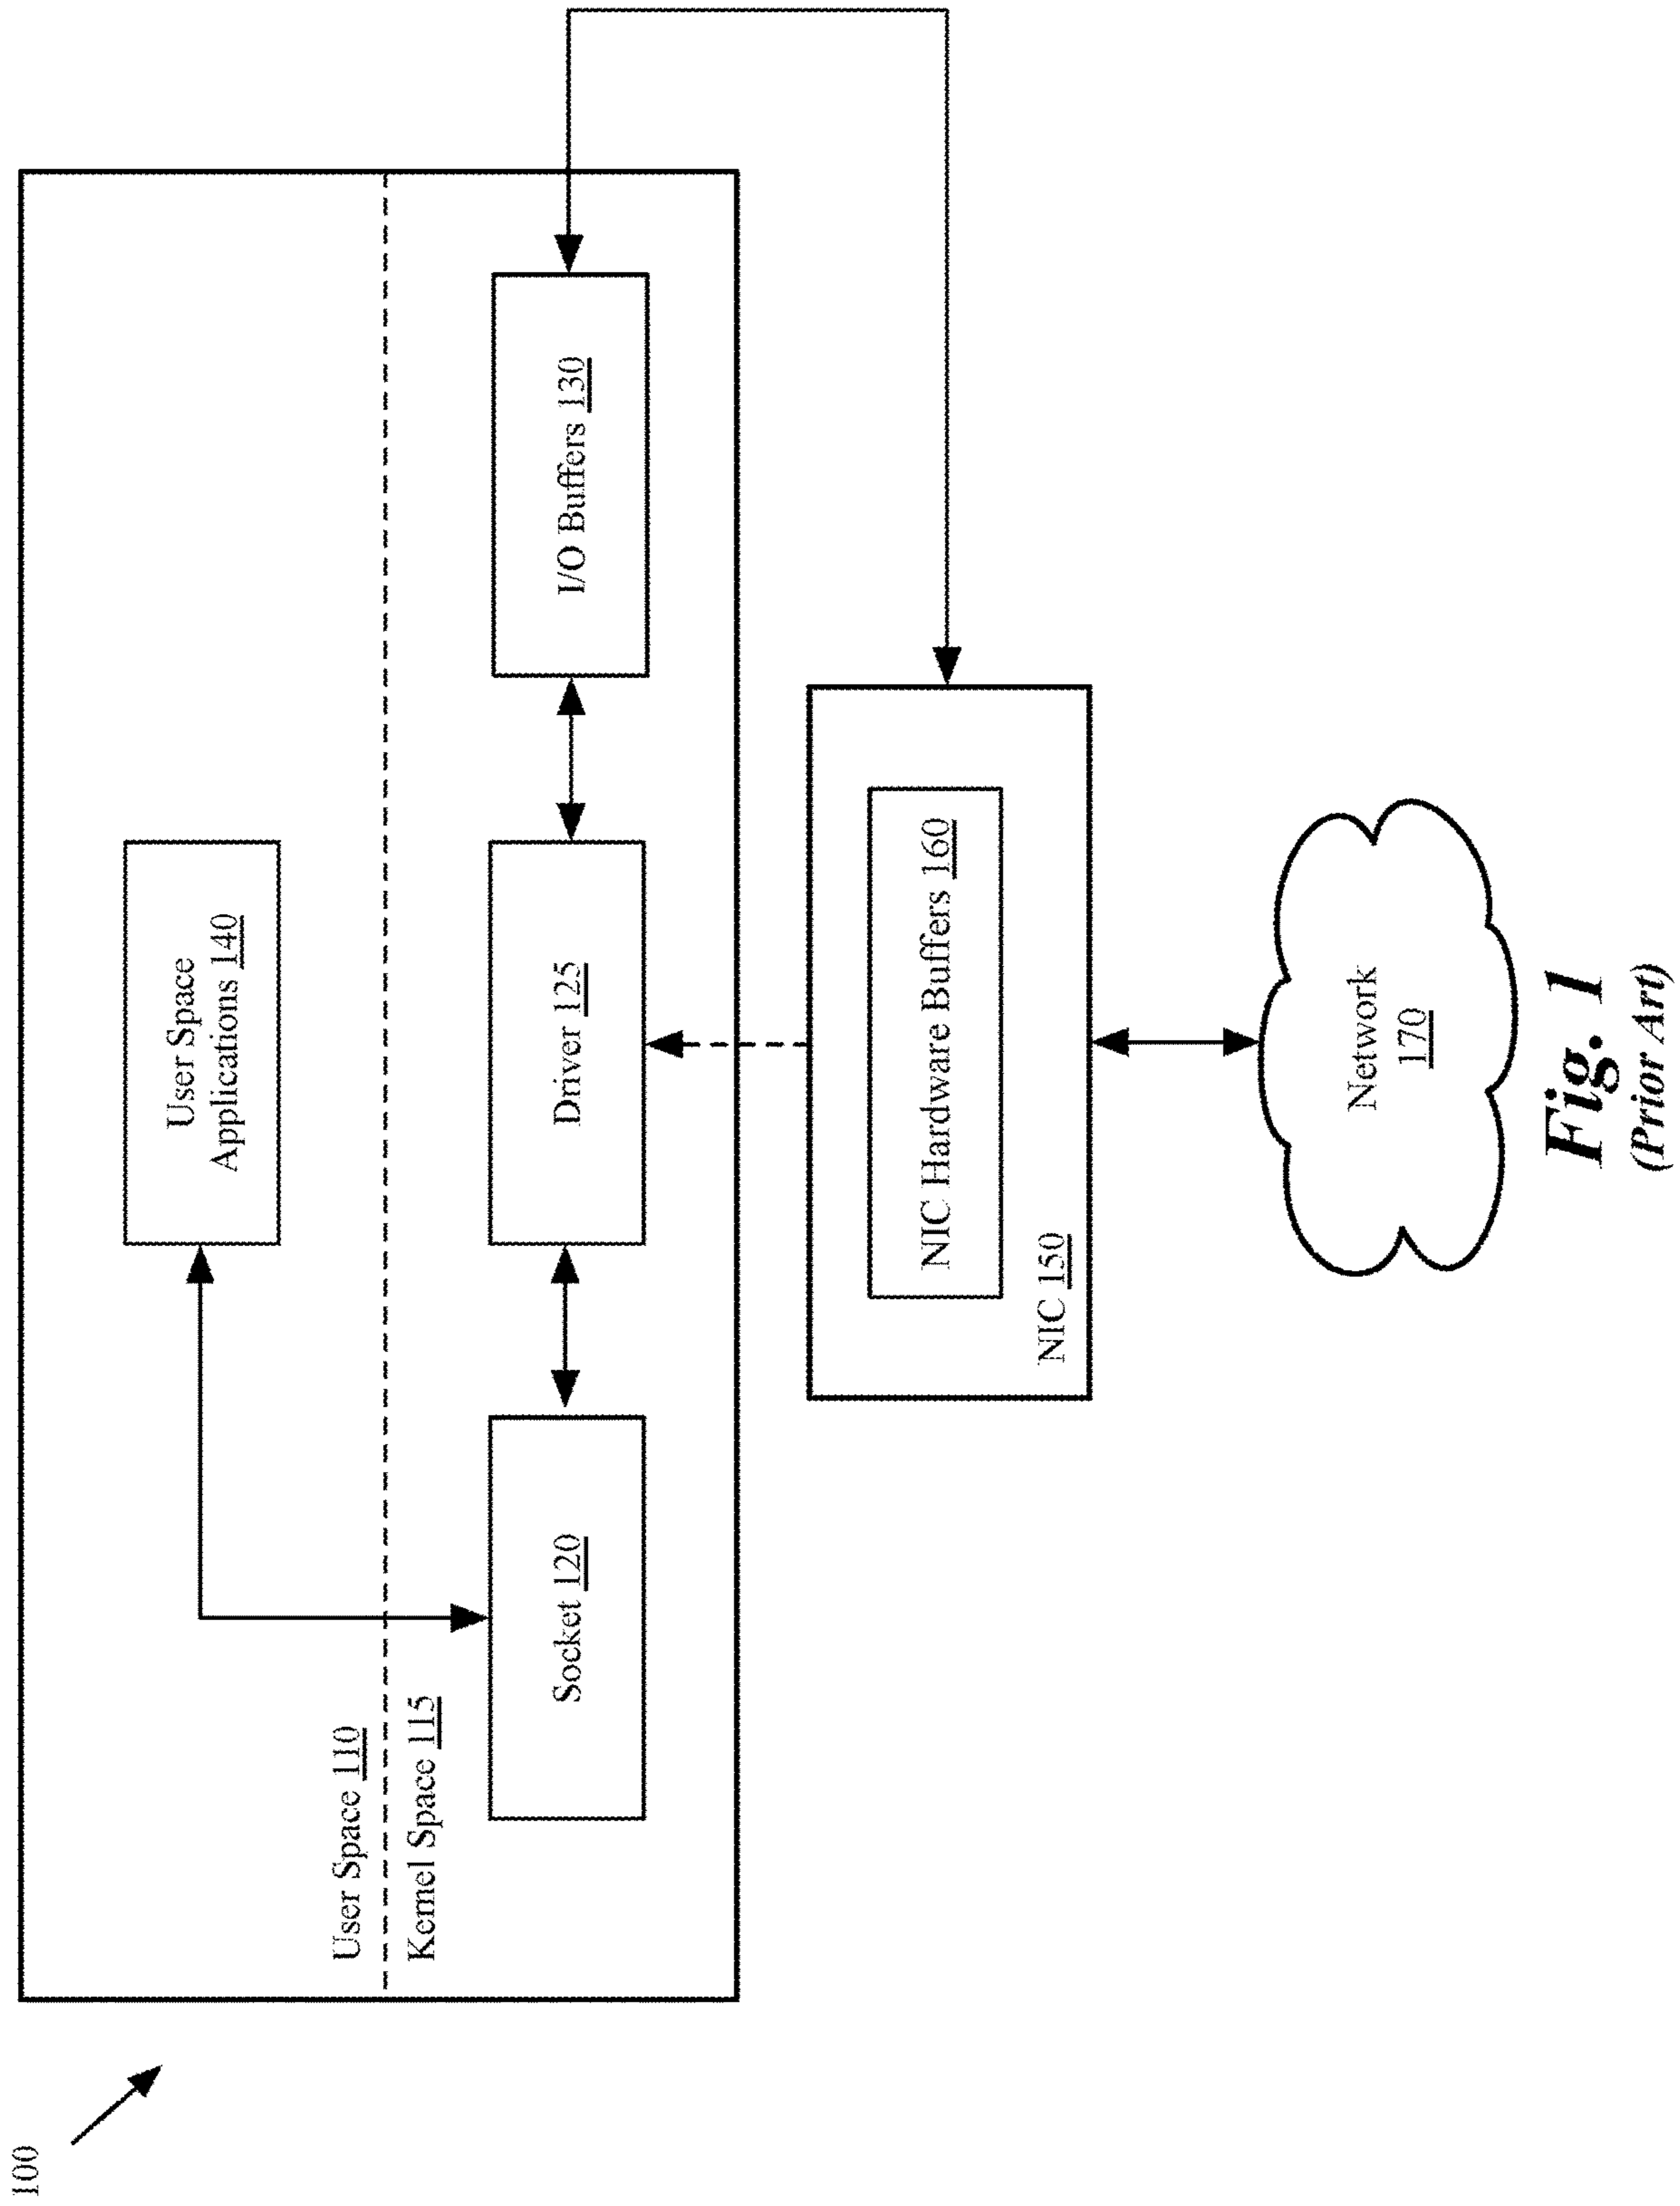 100
User Space
Applications 140
User Space 110
Kernel Space 115
Socket 120
Driver 125
I/O Buffers 130
NIC Hardware Buffers 160
NIC 150
Network
170
Fig. 1
(Prior Art)